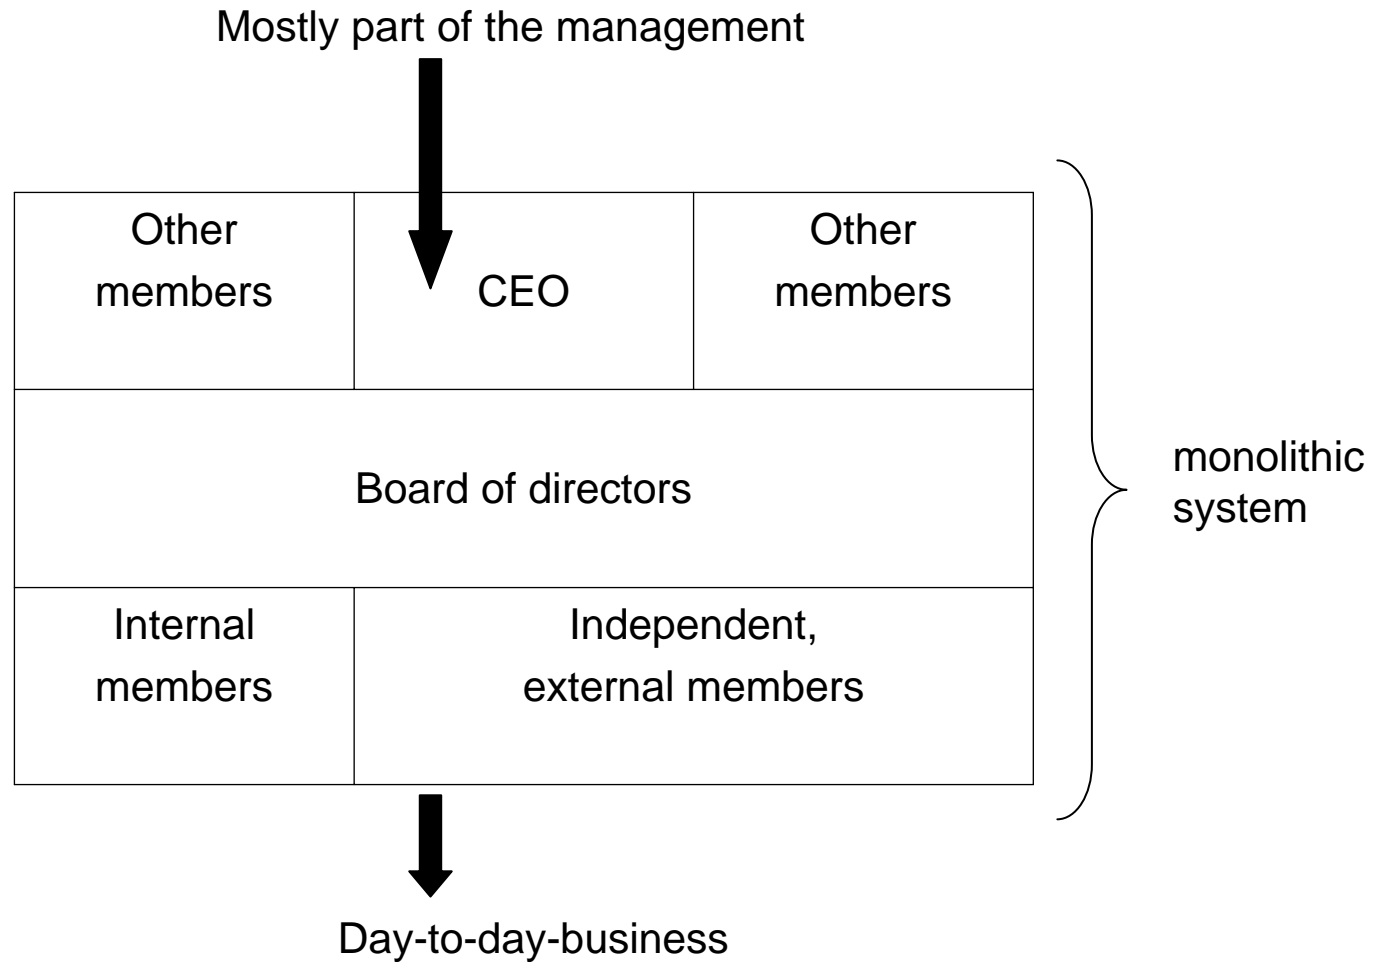 Mostly part of the management
Other
members
CEO
Other
members
Board of directors
monolithic
system
Internal
members
Independent,
external members
Day-to-day-business